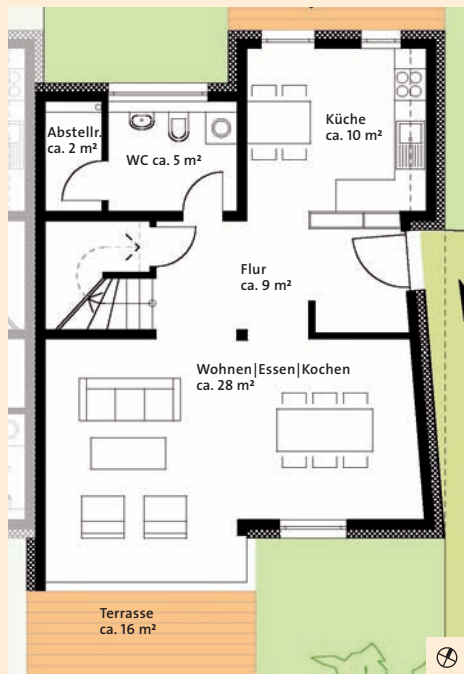 Küche
ca. 10 m²
Abstellr.
ca. 2 m²
WC ca. 5 m²
Flur
ca. 9 m²
Wohnen|Essen|Kochen
ca. 28 m²
Terrasse
ca. 16 m²